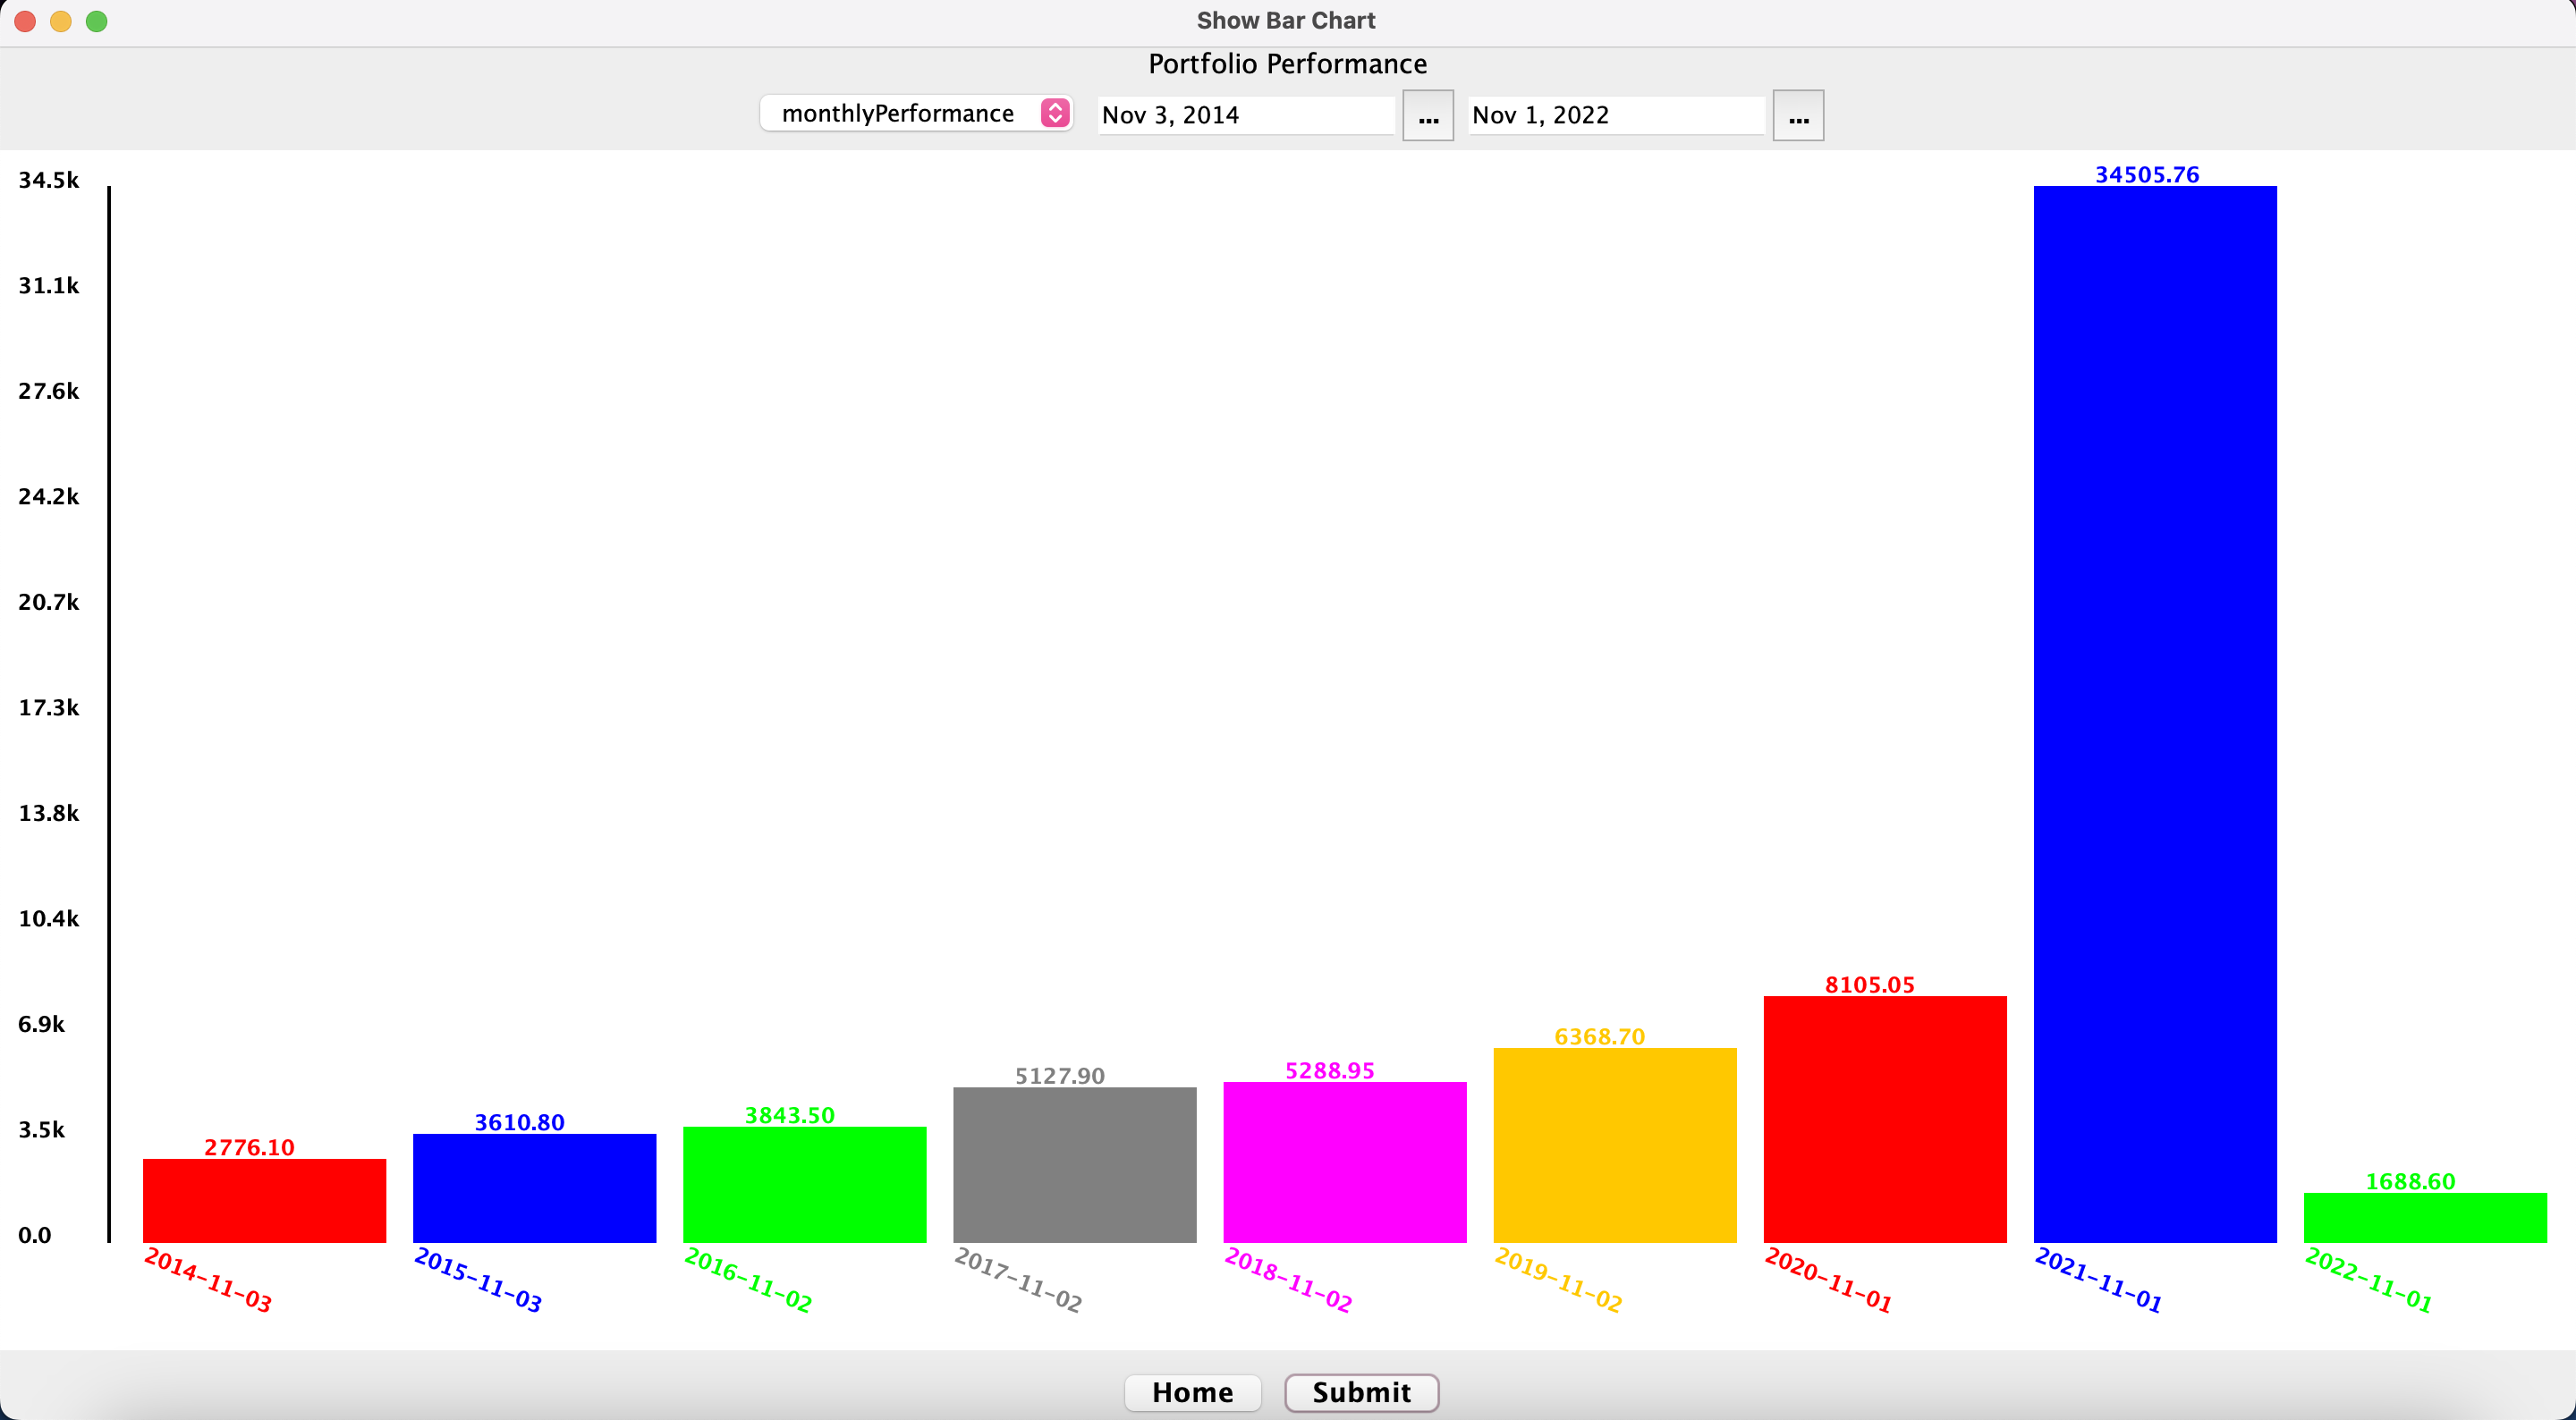 Show Bar Chart
Portfolio Performance
monthlyPerformance Nov 3, 2014 ... Nov 1, 2022 ...
34.5k
31.1k
27.6k
24.2k
20.7k
17.3k
13.8k
10.4k
6.9k
3.5k
0.0
2776.10
3610.80
3843.50
5127.90
5288.95
6368.70
8105.05
34505.76
1688.60
2014-11-03
2015-11-03
2016-11-02
2017-11-02
2018-11-02
2019-11-02
2020-11-01
2021-11-01
2022-11-01
Home Submit